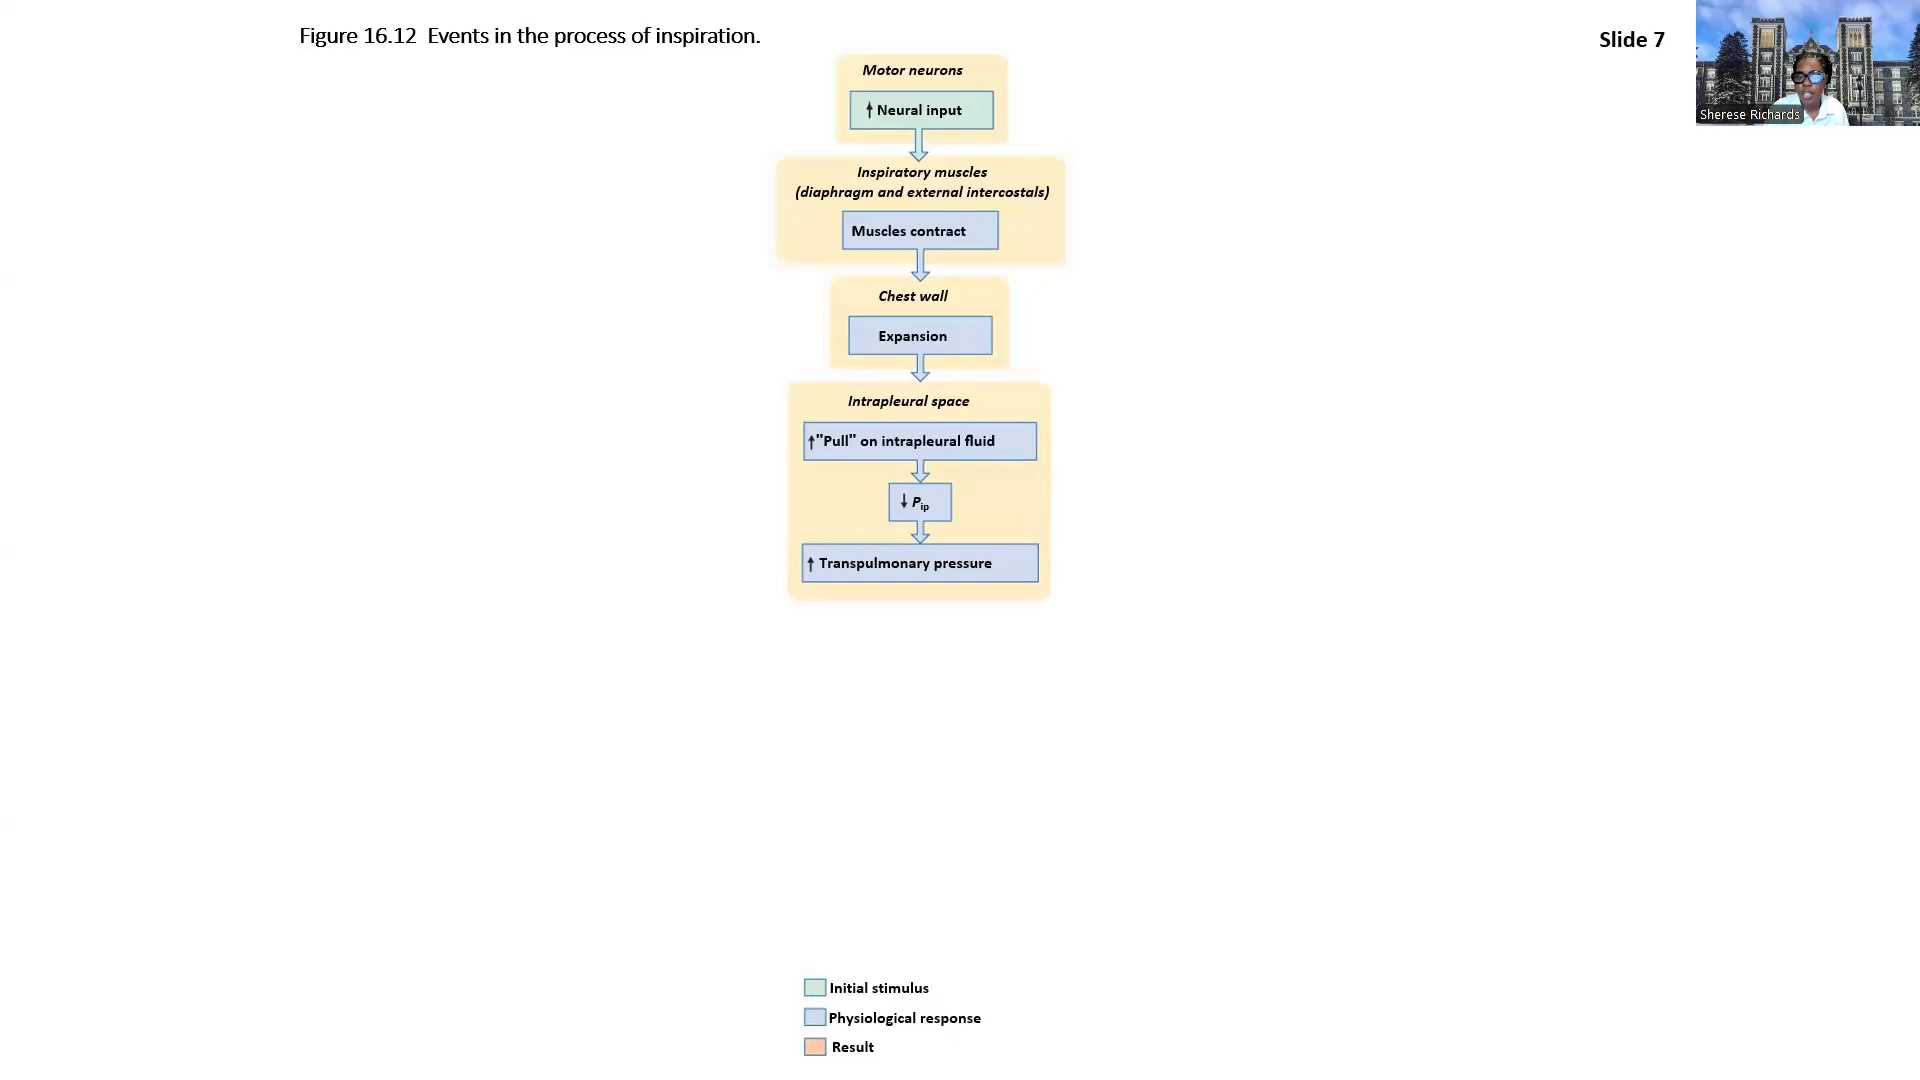 Figure 16.12 Events in the process of inspiration.
Slide 7
Sherese Richards
Motor neurons
↑ Neural input
Inspiratory muscles
(diaphragm and external intercostals)
Muscles contract
Chest wall
Expansion
Intrapleural space
↑"Pull" on intrapleural fluid
↓ Pip
↑ Transpulmonary pressure
Initial stimulus
Physiological response
Result